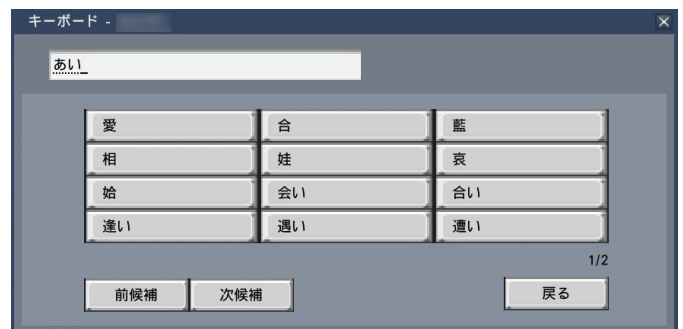 キーボード -
あい_
愛 合 藍
相 娃 哀
姶 会い 合い
逢い 遇い 遭い
1/2
前候補 次候補 戻る